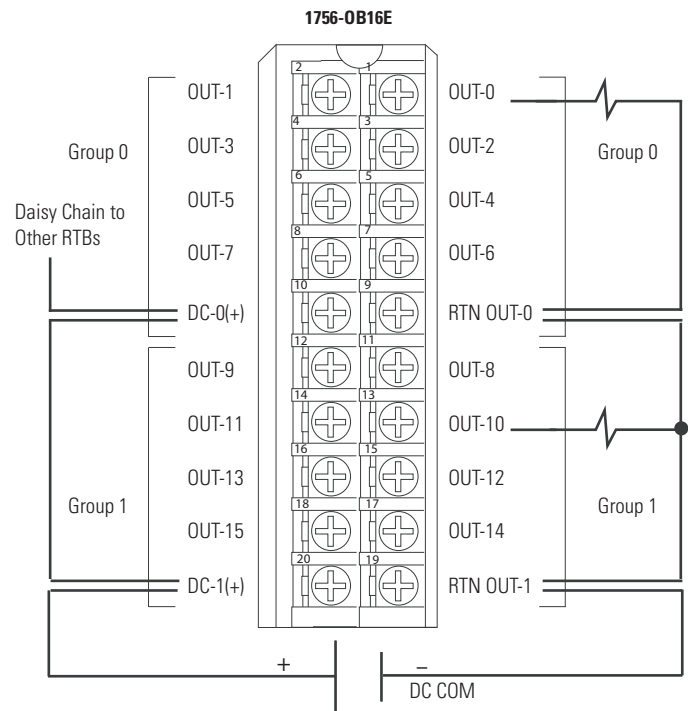 1756-OB16E
2 1
OUT-1 OUT-0
4 3
Group 0 OUT-3 OUT-2 Group 0
6 5
OUT-5 OUT-4
Daisy Chain to
Other RTBs
8 7
OUT-7 OUT-6
10 9
DC-0(+) RTN OUT-0
12 11
OUT-9 OUT-8
14 13
OUT-11 OUT-10
16 15
OUT-13 OUT-12
Group 1 Group 1
18 17
OUT-15 OUT-14
20 19
DC-1(+) RTN OUT-1
+ –
DC COM